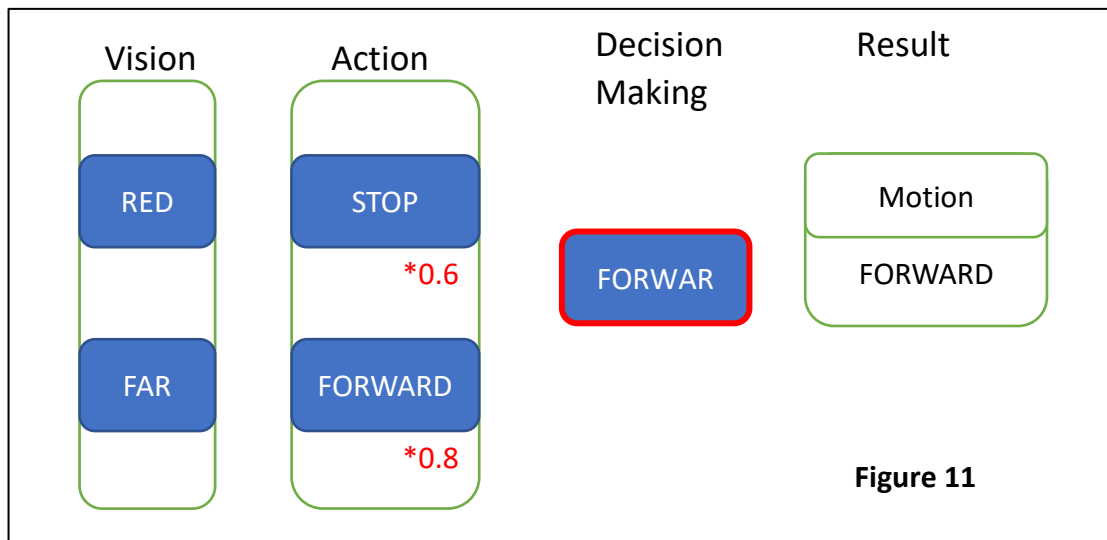 Vision
Action
Decision
Making
Result
RED
STOP
*0.6
FAR
FORWARD
*0.8
FORWAR
Motion
FORWARD
Figure 11